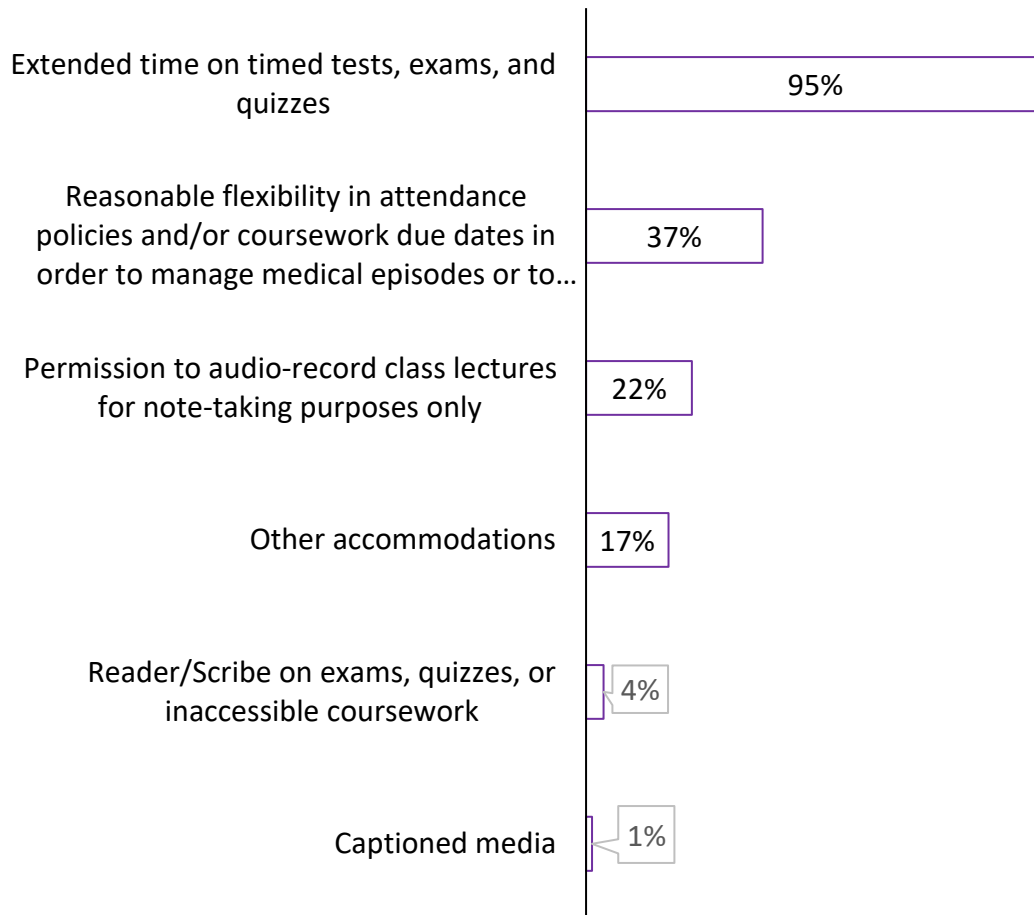 Extended time on timed tests, exams, and
quizzes
95%
Reasonable flexibility in attendance
policies and/or coursework due dates in
order to manage medical episodes or to…
37%
Permission to audio-record class lectures
for note-taking purposes only
22%
Other accommodations
17%
Reader/Scribe on exams, quizzes, or
inaccessible coursework
4%
Captioned media
1%